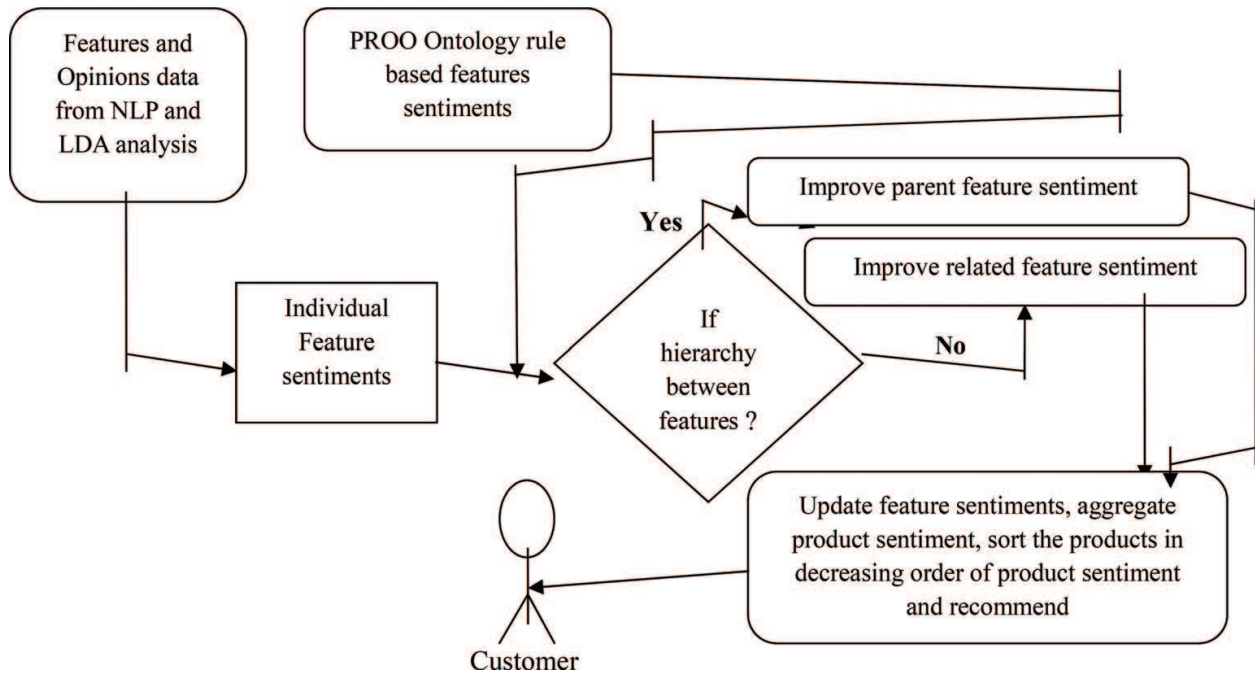 Features and
Opinions data
from NLP and
LDA analysis
PROO Ontology rule
based features
sentiments
Improve parent feature sentiment
Yes
Improve related feature sentiment
Individual
Feature
sentiments
If
hierarchy
between
features ?
No
Update feature sentiments, aggregate
product sentiment, sort the products in
decreasing order of product sentiment
and recommend
Customer